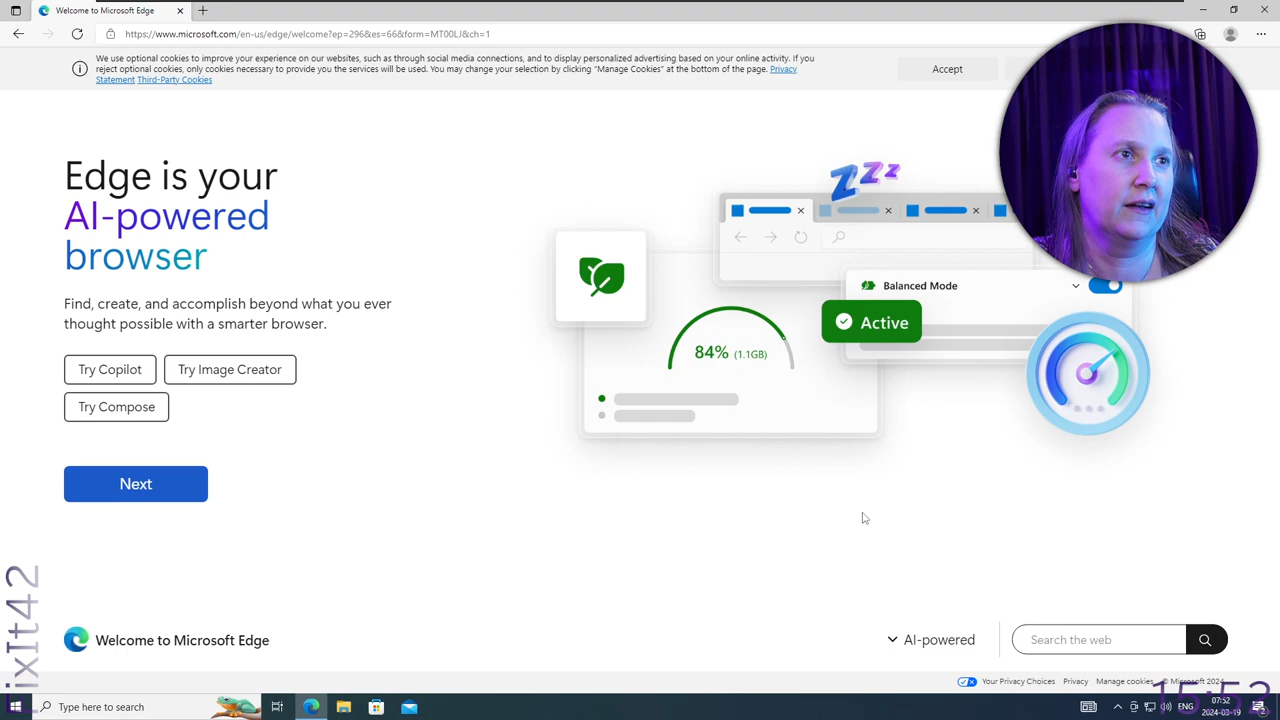 Welcome to Microsoft Edge
https://www.microsoft.com/en-us/edge/welcome?ep=296&es=66&form=MT00LJ&ch=1
We use optional cookies to improve your experience on our websites, such as through social media connections, and to display personalized advertising based on your online activity. If you
reject optional cookies, only cookies necessary to provide you the services will be used. You may change your selection by clicking "Manage Cookies" at the bottom of the page. Privacy
Statement Third-Party Cookies
Accept
Edge is your
AI-powered
browser
Find, create, and accomplish beyond what you ever
thought possible with a smarter browser.
Try Copilot
Try Image Creator
Try Compose
Next
ZZZ
Balanced Mode
Active
84% (1.1GB)
Welcome to Microsoft Edge
AI-powered
Search the web
Your Privacy Choices
Privacy
Manage cookies
© Microsoft 2024
Type here to search
ENG
07:52
2024-03-19
2